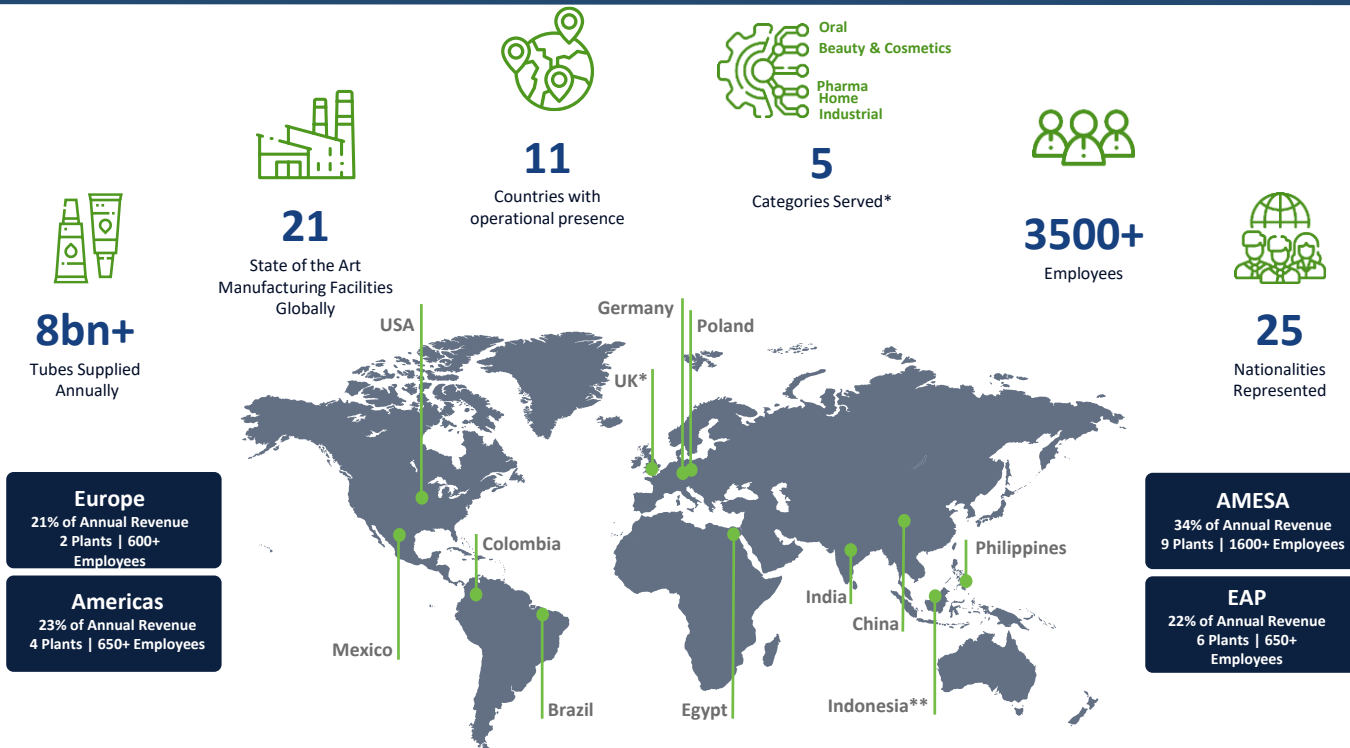 Oral
Beauty & Cosmetics
Pharma
Home
Industrial
8bn+
Tubes Supplied
Annually
21
State of the Art
Manufacturing Facilities
Globally
11
Countries with
operational presence
5
Categories Served*
3500+
Employees
25
Nationalities
Represented
USA
Germany
Poland
UK*
Colombia
Mexico
Brazil
Egypt
India
China
Philippines
Indonesia**
Europe
21% of Annual Revenue
2 Plants | 600+
Employees
Americas
23% of Annual Revenue
4 Plants | 650+ Employees
AMESA
34% of Annual Revenue
9 Plants | 1600+ Employees
EAP
22% of Annual Revenue
6 Plants | 650+
Employees